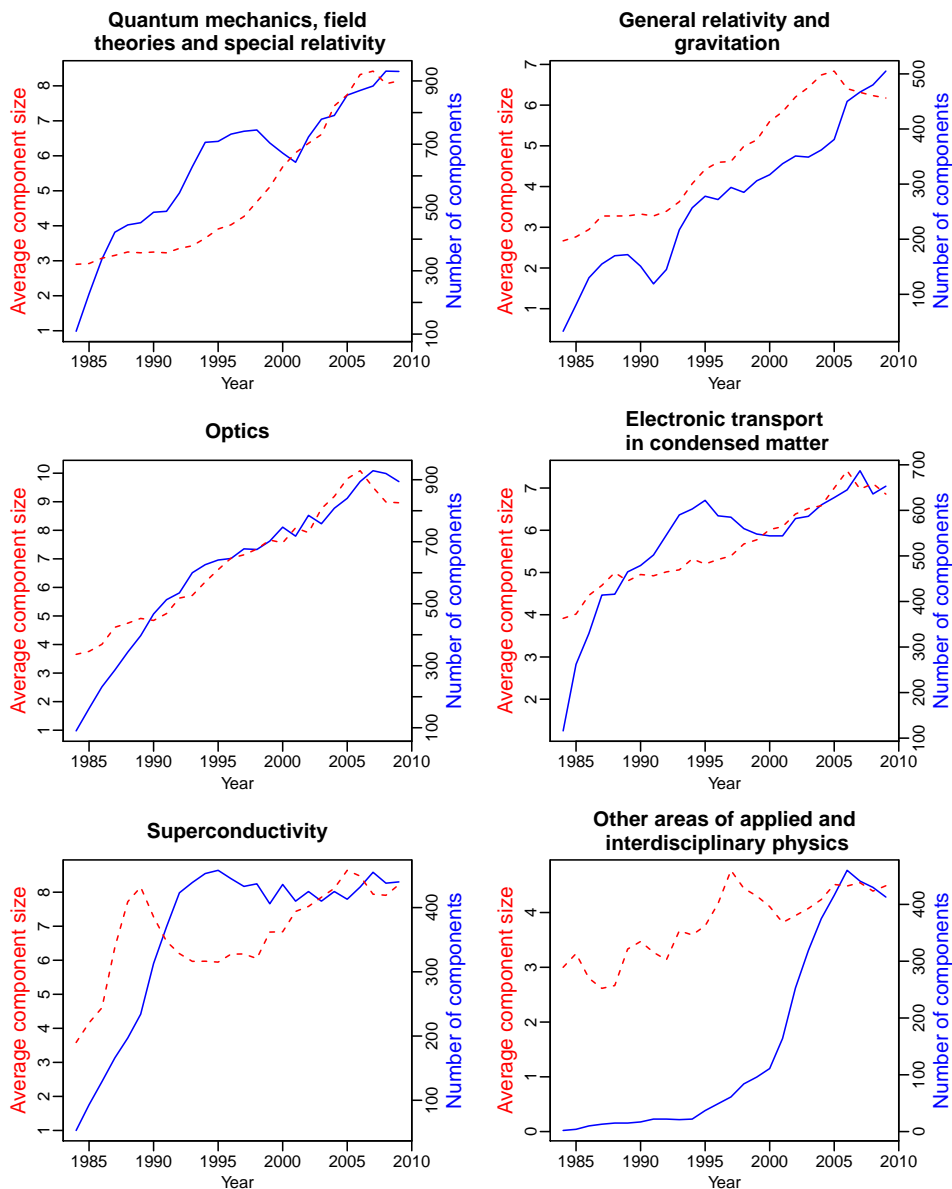 Quantum mechanics, field
theories and special relativity
Average component size
1 2 3 4 5 6 7 8
100 300 500 700 900
Number of components
1985 1990 1995 2000 2005 2010
Year
General relativity and
gravitation
Average component size
1 2 3 4 5 6 7
100 200 300 400 500
Number of components
1985 1990 1995 2000 2005 2010
Year
Optics
Average component size
1 2 3 4 5 6 7 8 9 10
100 300 500 700 900
Number of components
1985 1990 1995 2000 2005 2010
Year
Electronic transport
in condensed matter
Average component size
2 3 4 5 6 7
100 200 300 400 500 600 700
Number of components
1985 1990 1995 2000 2005 2010
Year
Superconductivity
Average component size
1 2 3 4 5 6 7 8
100 200 300 400
Number of components
1985 1990 1995 2000 2005 2010
Year
Other areas of applied and
interdisciplinary physics
Average component size
0 1 2 3 4
0 100 200 300 400
Number of components
1985 1990 1995 2000 2005 2010
Year